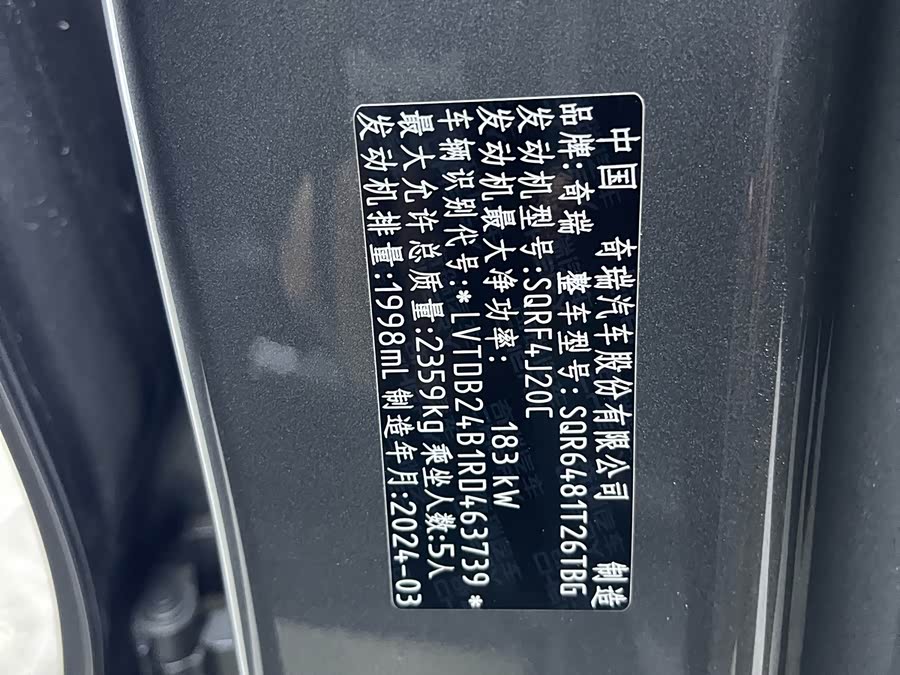 中国 奇瑞汽车股份有限公司 制造
品牌: 奇瑞 整车型号: SQR6481T26TBG
发动机型号:SQRF4J20C
发动机最大净功率: 183 kW
车辆识别代号:*LVTDB24B1RD463739*
最大允许总质量:2359kg 乘坐人数:5人
发动机排量:1998mL 制造年月:2024-03